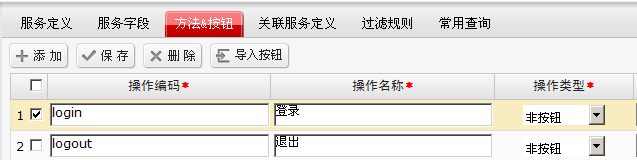 服务定义 服务字段 方法&按钮 关联服务定义 过滤规则 常用查询
添加 保存 删除 导入按钮
操作编码* 操作名称* 操作类型*
1 login 登录 非按钮
2 logout 退出 非按钮